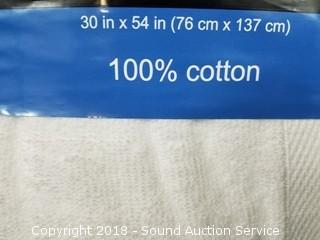 30 in x 54 in (76 cm x 137 cm)
100% cotton
Copyright 2018 - Sound Auction Service